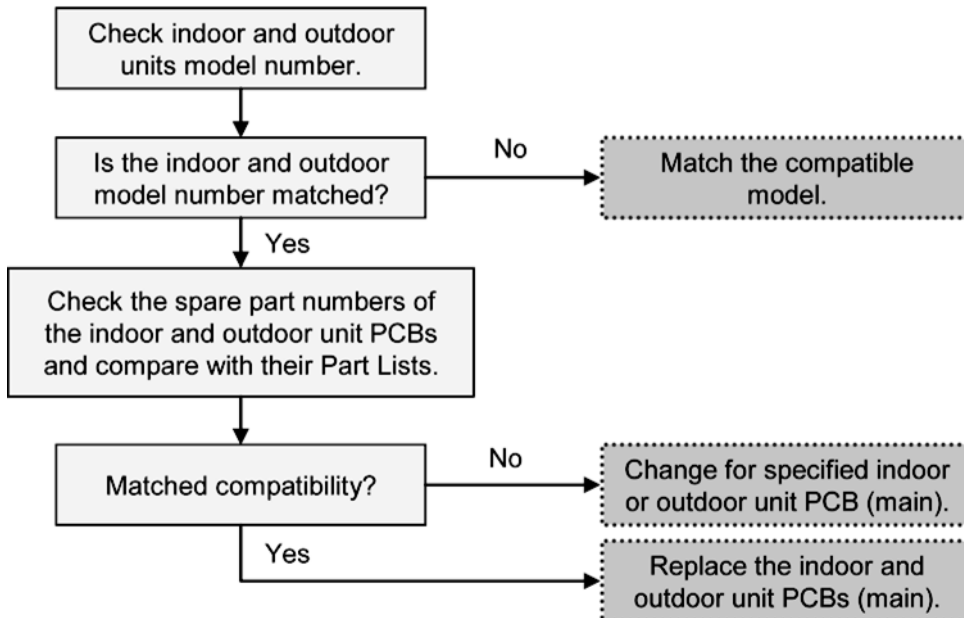 Check indoor and outdoor
units model number.
Is the indoor and outdoor
model number matched?
No
Match the compatible
model.
Yes
Check the spare part numbers of
the indoor and outdoor unit PCBs
and compare with their Part Lists.
Matched compatibility?
No
Change for specified indoor
or outdoor unit PCB (main).
Yes
Replace the indoor and
outdoor unit PCBs (main).